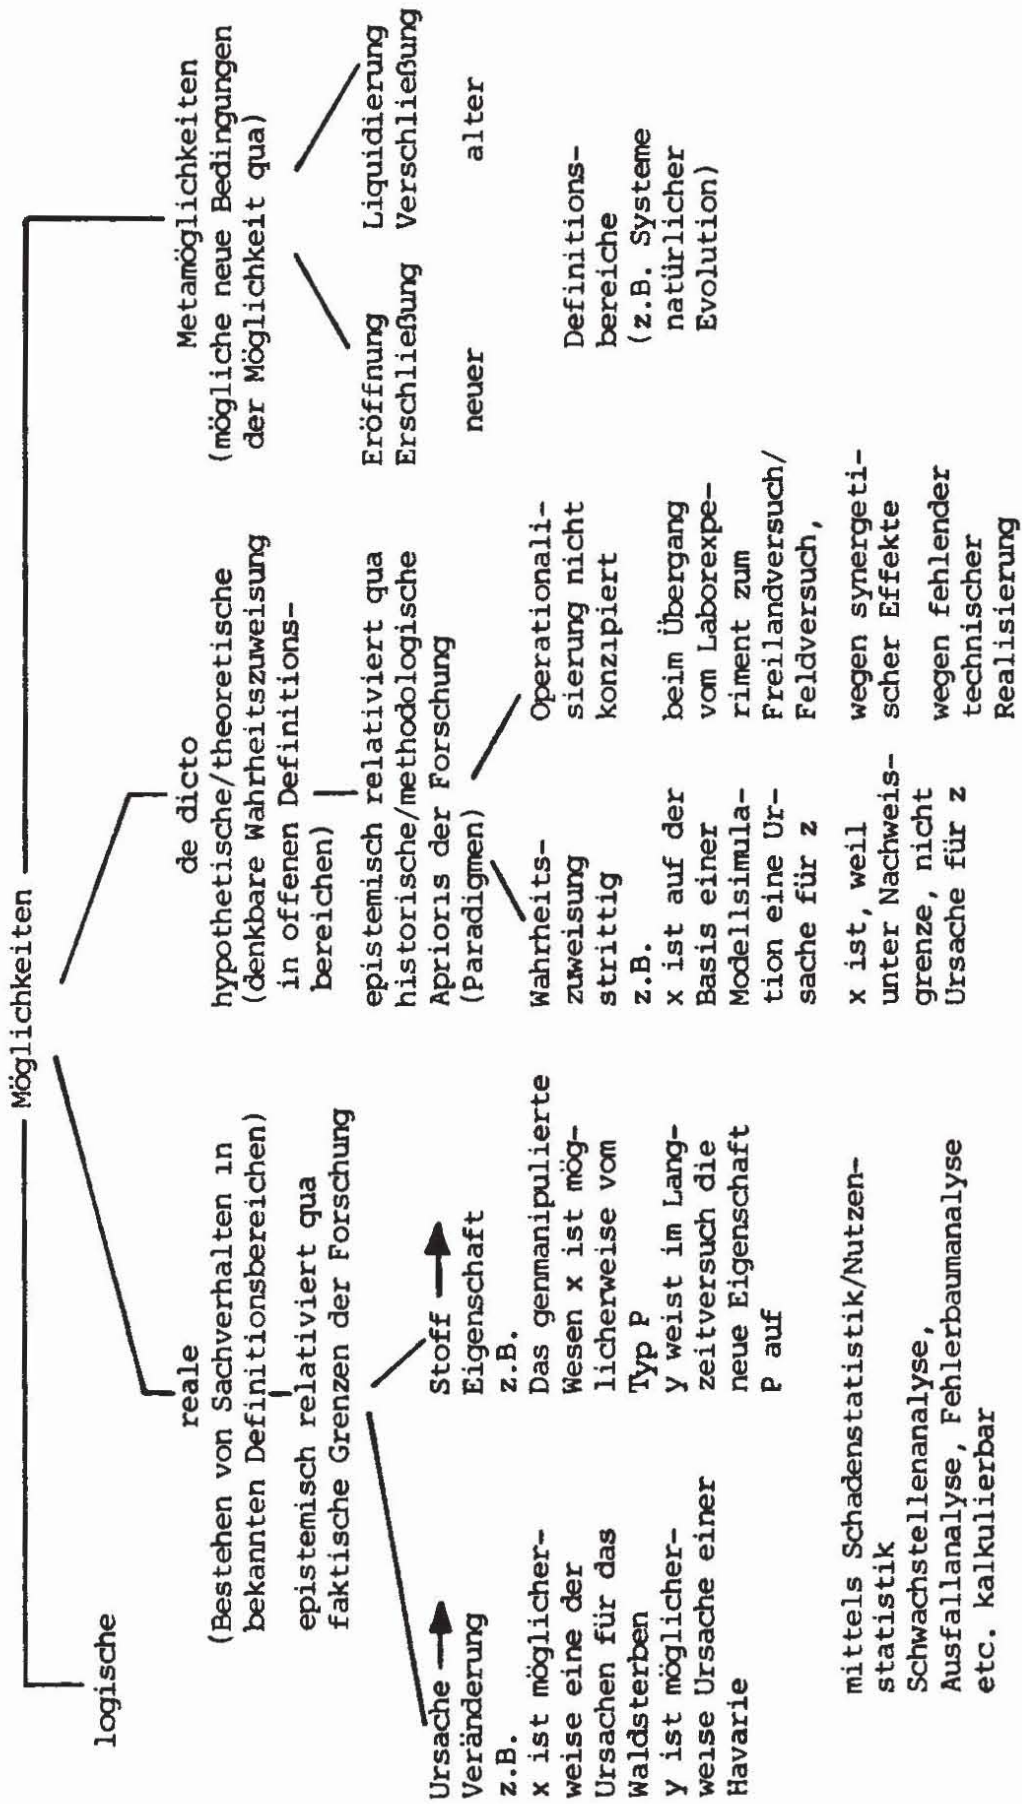 Möglichkeiten
logische
reale
(Bestehen von Sachverhalten in
bekannten Definitionsbereichen)
epistemisch relativiert qua
faktische Grenzen der Forschung
Ursache
Veränderung
z.B.
x ist möglicher-
weise eine der
Ursachen für das
Waldsterben
y ist möglicher-
weise Ursache einer
Havarie
Stoff
Eigenschaft
z.B.
Das genmanipulierte
Wesen x ist mög-
licherweise vom
Typ P
y weist im Lang-
zeitversuch die
neue Eigenschaft
P auf
mittels Schadenstatistik/Nutzen-
statistik
Schwachstellenanalyse,
Ausfallanalyse, Fehlerbaumanalyse
etc. kalkulierbar
de dicto
hypothetische/theoretische
(denkbare Wahrheitszuweisung
in offenen Definitions-
bereichen)
epistemisch relativiert qua
historische/methodologische
Aprioris der Forschung
(Paradigmen)
Wahrheits-
zuweisung
strittig
z.B.
x ist auf der
Basis einer
Modellsimula-
tion eine Ur-
sache für z
x ist, weil
unter Nachweis-
grenze, nicht
Ursache für z
Operationali-
sierung nicht
konzipiert
beim Übergang
vom Laborexpe-
riment zum
Freilandversuch/
Feldversuch,
wegen synergeti-
scher Effekte
wegen fehlender
technischer
Realisierung
Metamöglichkeiten
(mögliche neue Bedingungen
der Möglichkeit qua)
Eröffnung
Erschließung
neuer
Liquidierung
Verschließung
alter
Definitions-
bereiche
(z.B. Systeme
natürlicher
Evolution)